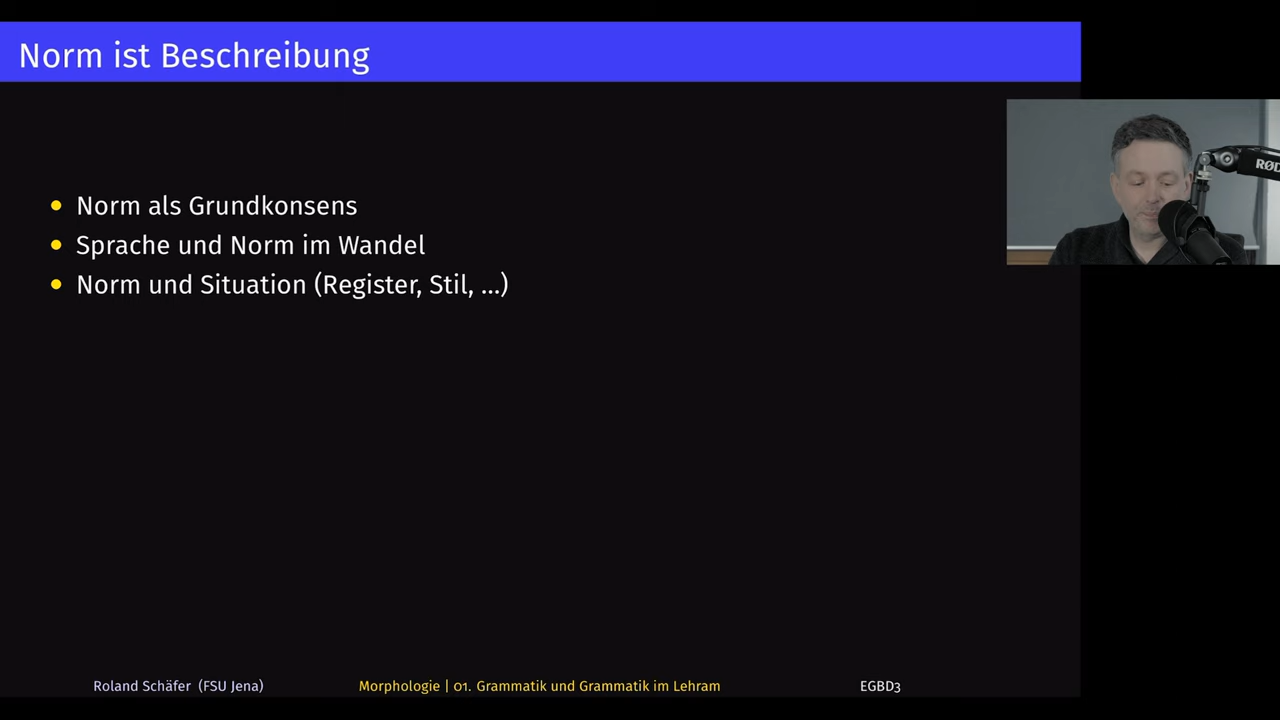 Norm ist Beschreibung
Norm als Grundkonsens
Sprache und Norm im Wandel
Norm und Situation (Register, Stil, ...)
Roland Schäfer (FSU Jena)
Morphologie | 01. Grammatik und Grammatik im Lehram
EGBD3